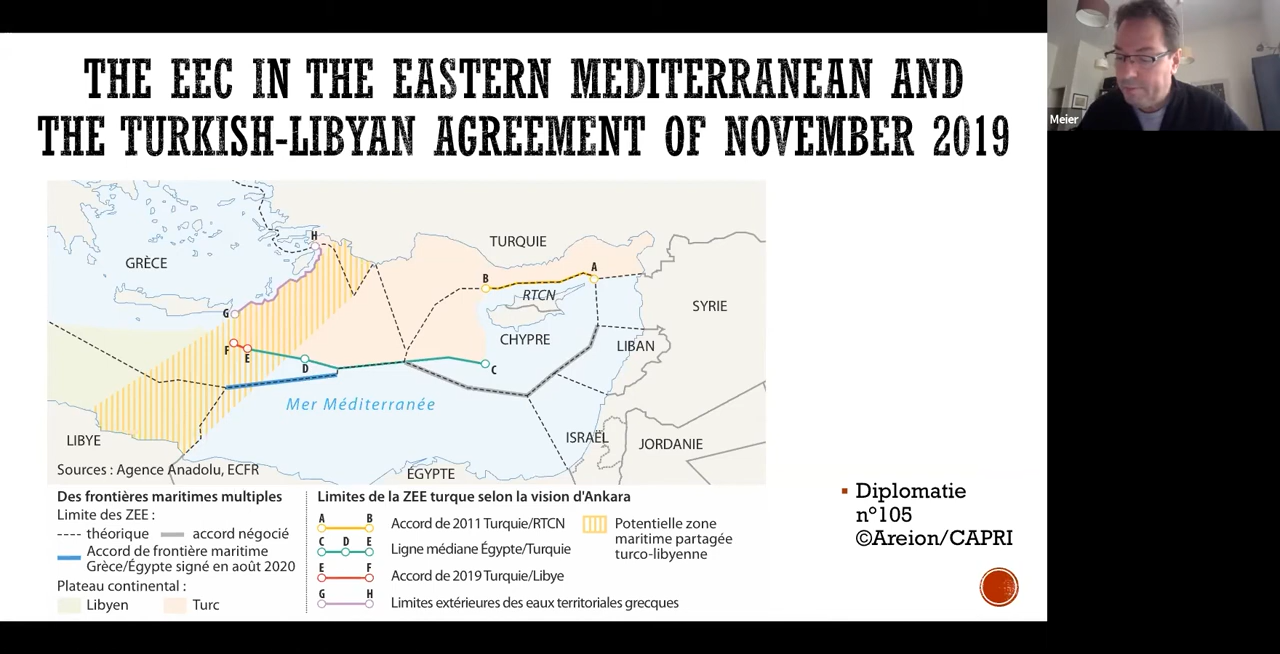 THE EEC IN THE EASTERN MEDITERRANEAN AND
THE TURKISH-LIBYAN AGREEMENT OF NOVEMBER 2019
Meier
H
TURQUIE
GRÈCE
A
B
RTCN
SYRIE
G
CHYPRE
F
E
LIBAN
D
C
Mer Méditerranée
LIBYE
ISRAËL
JORDANIE
Sources : Agence Anadolu, ECFR
ÉGYPTE
Des frontières maritimes multiples
Limite des ZEE :
théorique
accord négocié
Accord de frontière maritime
Grèce/Égypte signé en août 2020
Plateau continental :
Libyen
Turc
Limites de la ZEE turque selon la vision d'Ankara
A B
Accord de 2011 Turquie/RTCN
C D E
Ligne médiane Égypte/Turquie
E F
Accord de 2019 Turquie/Libye
G H
Limites extérieures des eaux territoriales grecques
Potentielle zone
maritime partagée
turco-libyenne
▪ Diplomatie
n°105
©Areion/CAPRI